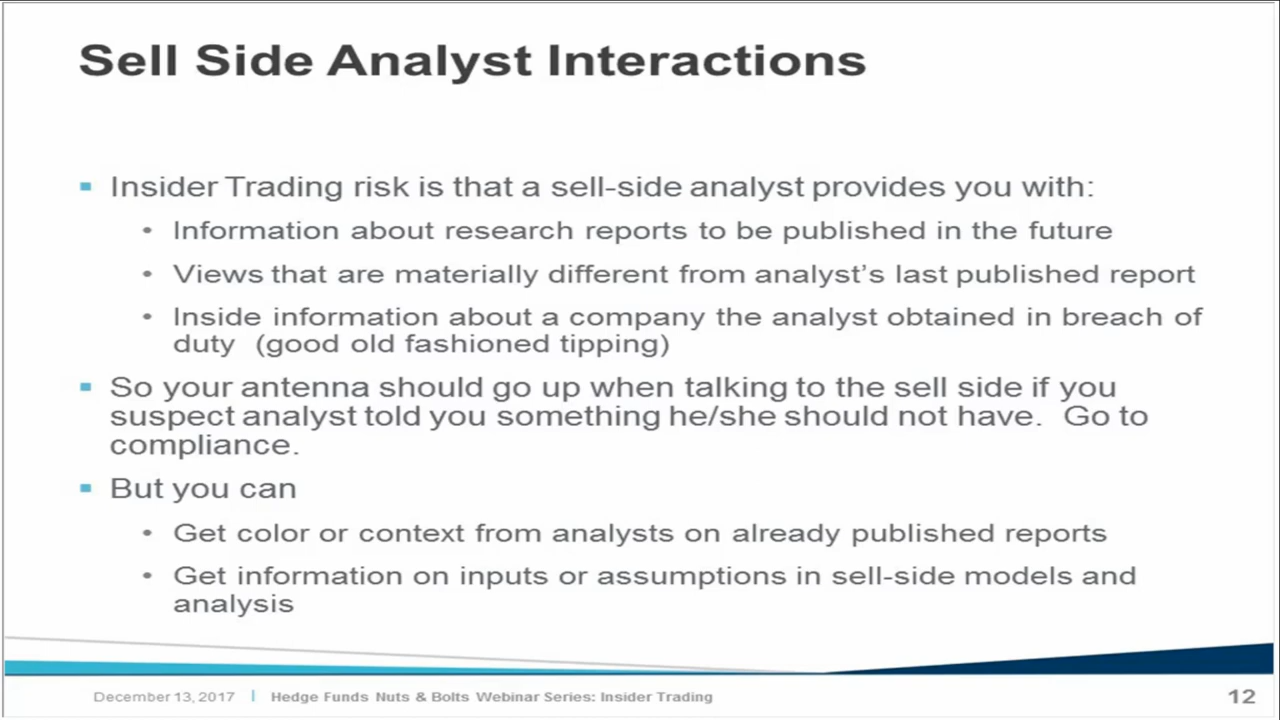 Sell Side Analyst Interactions
▪ Insider Trading risk is that a sell-side analyst provides you with:
• Information about research reports to be published in the future
• Views that are materially different from analyst’s last published report
• Inside information about a company the analyst obtained in breach of
duty (good old fashioned tipping)
▪ So your antenna should go up when talking to the sell side if you
suspect analyst told you something he/she should not have. Go to
compliance.
▪ But you can
• Get color or context from analysts on already published reports
• Get information on inputs or assumptions in sell-side models and
analysis
December 13, 2017 | Hedge Funds Nuts & Bolts Webinar Series: Insider Trading 12